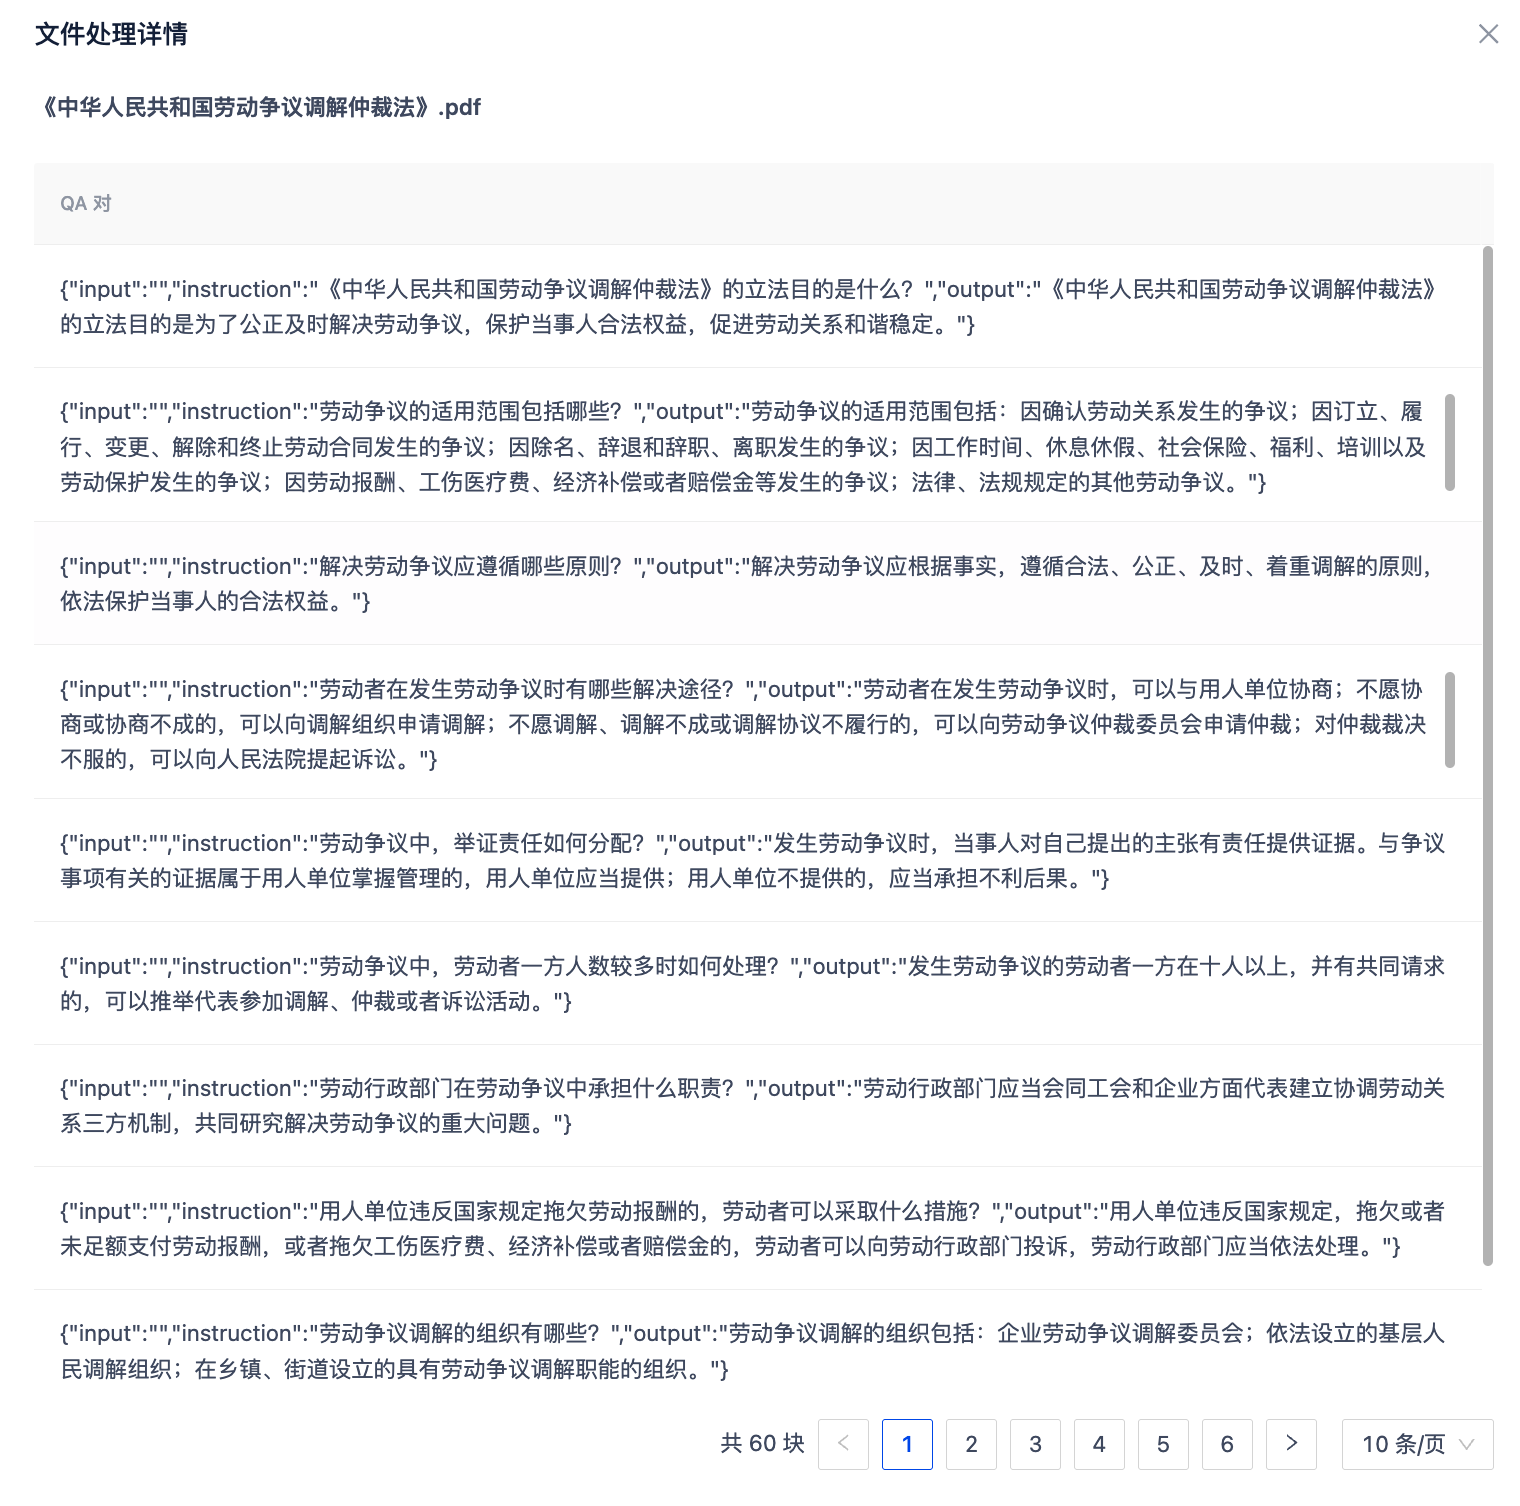 文件处理详情
《中华人民共和国劳动争议调解仲裁法》.pdf
QA 对
{"input":"","instruction":"《中华人民共和国劳动争议调解仲裁法》的立法目的是什么？","output":"《中华人民共和国劳动争议调解仲裁法》
的立法目的是为了公正及时解决劳动争议，保护当事人合法权益，促进劳动关系和谐稳定。"}
{"input":"","instruction":"劳动争议的适用范围包括哪些？","output":"劳动争议的适用范围包括：因确认劳动关系发生的争议；因订立、履
行、变更、解除和终止劳动合同发生的争议；因除名、辞退和辞职、离职发生的争议；因工作时间、休息休假、社会保险、福利、培训以及
劳动保护发生的争议；因劳动报酬、工伤医疗费、经济补偿或者赔偿金等发生的争议；法律、法规规定的其他劳动争议。"}
{"input":"","instruction":"解决劳动争议应遵循哪些原则？","output":"解决劳动争议应根据事实，遵循合法、公正、及时、着重调解的原则，
依法保护当事人的合法权益。"}
{"input":"","instruction":"劳动者在发生劳动争议时有哪些解决途径？","output":"劳动者在发生劳动争议时，可以与用人单位协商；不愿协
商或协商不成的，可以向调解组织申请调解；不愿调解、调解不成或调解协议不履行的，可以向劳动争议仲裁委员会申请仲裁；对仲裁裁决
不服的，可以向人民法院提起诉讼。"}
{"input":"","instruction":"劳动争议中，举证责任如何分配？","output":"发生劳动争议时，当事人对自己提出的主张有责任提供证据。与争议
事项有关的证据属于用人单位掌握管理的，用人单位应当提供；用人单位不提供的，应当承担不利后果。"}
{"input":"","instruction":"劳动争议中，劳动者一方人数较多时如何处理？","output":"发生劳动争议的劳动者一方在十人以上，并有共同请求
的，可以推举代表参加调解、仲裁或者诉讼活动。"}
{"input":"","instruction":"劳动行政部门在劳动争议中承担什么职责？","output":"劳动行政部门应当会同工会和企业方面代表建立协调劳动关
系三方机制，共同研究解决劳动争议的重大问题。"}
{"input":"","instruction":"用人单位违反国家规定拖欠劳动报酬的，劳动者可以采取什么措施？","output":"用人单位违反国家规定，拖欠或者
未足额支付劳动报酬，或者拖欠工伤医疗费、经济补偿或者赔偿金的，劳动者可以向劳动行政部门投诉，劳动行政部门应当依法处理。"}
{"input":"","instruction":"劳动争议调解的组织有哪些？","output":"劳动争议调解的组织包括：企业劳动争议调解委员会；依法设立的基层人
民调解组织；在乡镇、街道设立的具有劳动争议调解职能的组织。"}
共 60 块 < 1 2 3 4 5 6 > 10 条/页